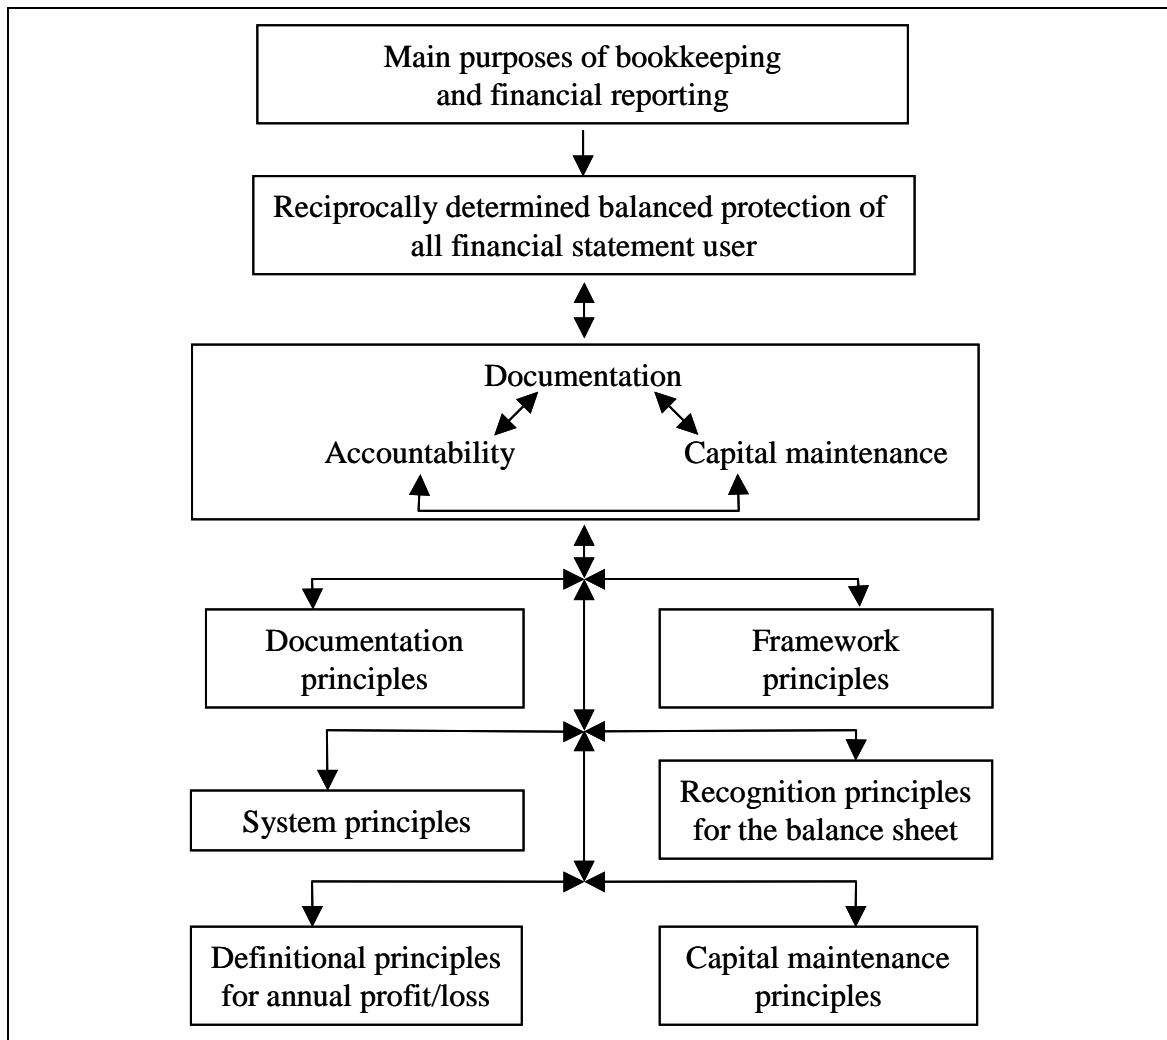 Main purposes of bookkeeping
and financial reporting
Reciprocally determined balanced protection of
all financial statement user
Documentation
Accountability
Capital maintenance
Documentation
principles
Framework
principles
System principles
Recognition principles
for the balance sheet
Definitional principles
for annual profit/loss
Capital maintenance
principles